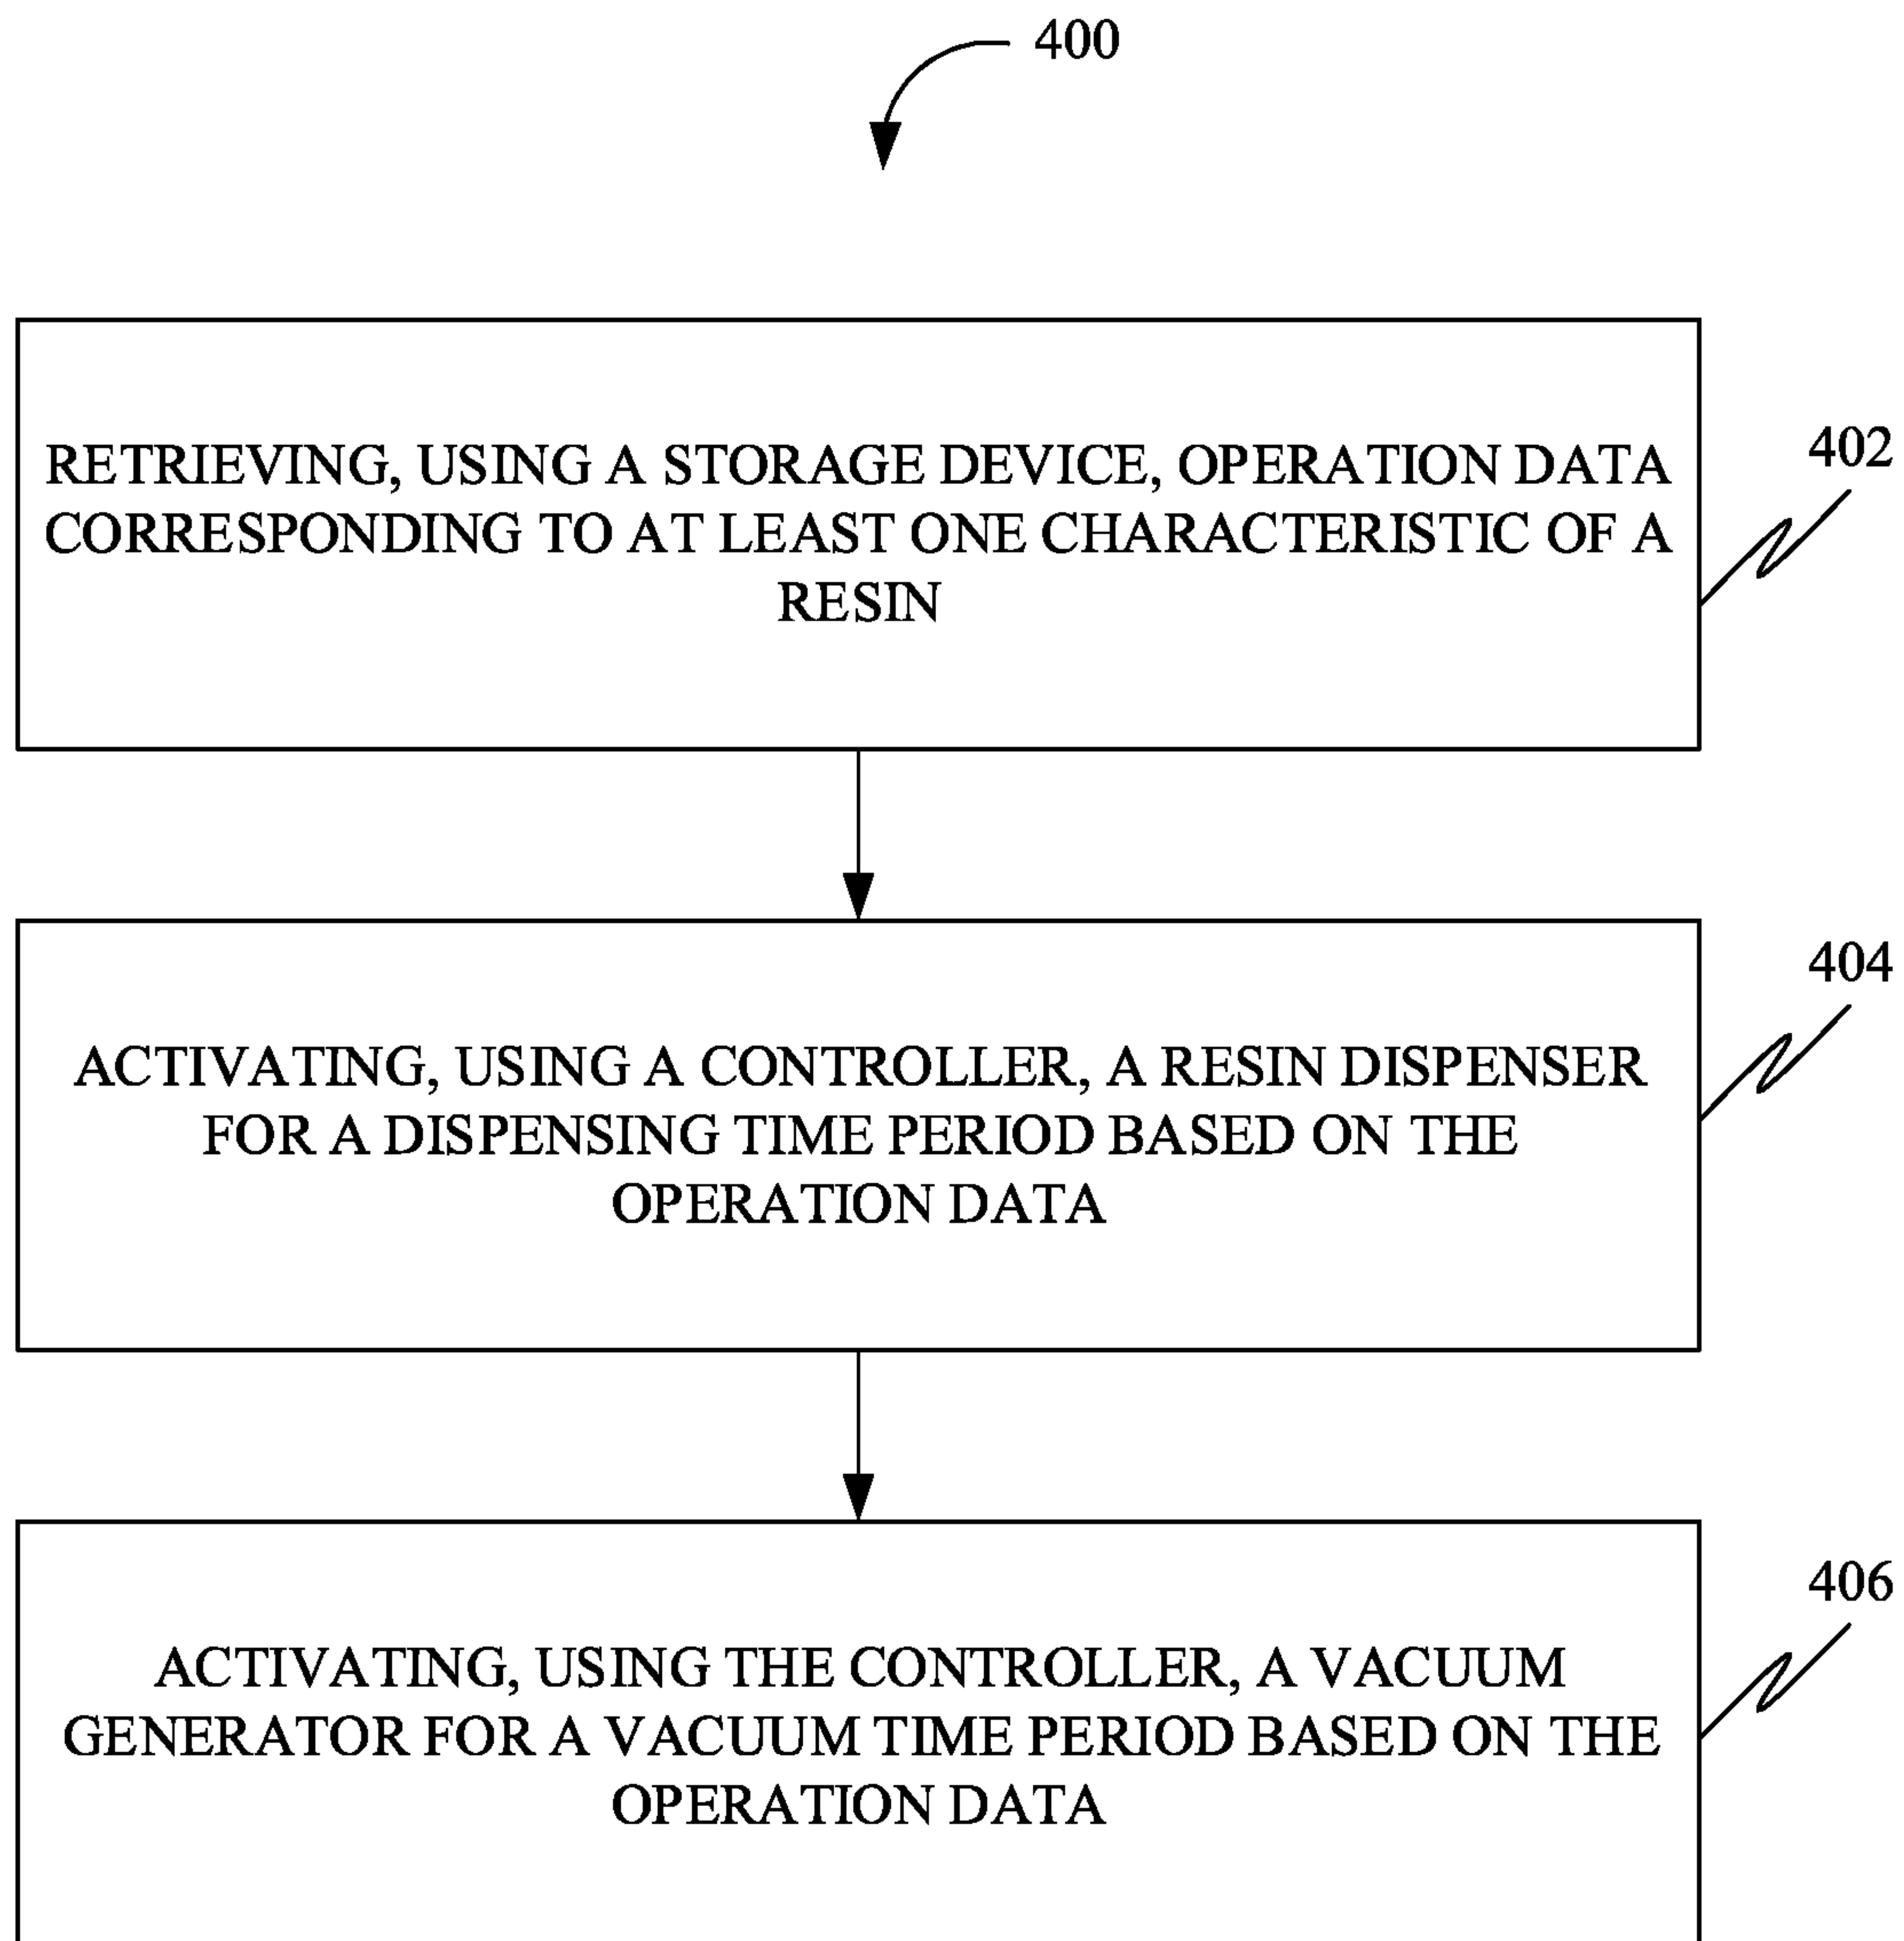 400
RETRIEVING, USING A STORAGE DEVICE, OPERATION DATA
CORRESPONDING TO AT LEAST ONE CHARACTERISTIC OF A
RESIN
402
ACTIVATING, USING A CONTROLLER, A RESIN DISPENSER
FOR A DISPENSING TIME PERIOD BASED ON THE
OPERATION DATA
404
ACTIVATING, USING THE CONTROLLER, A VACUUM
GENERATOR FOR A VACUUM TIME PERIOD BASED ON THE
OPERATION DATA
406